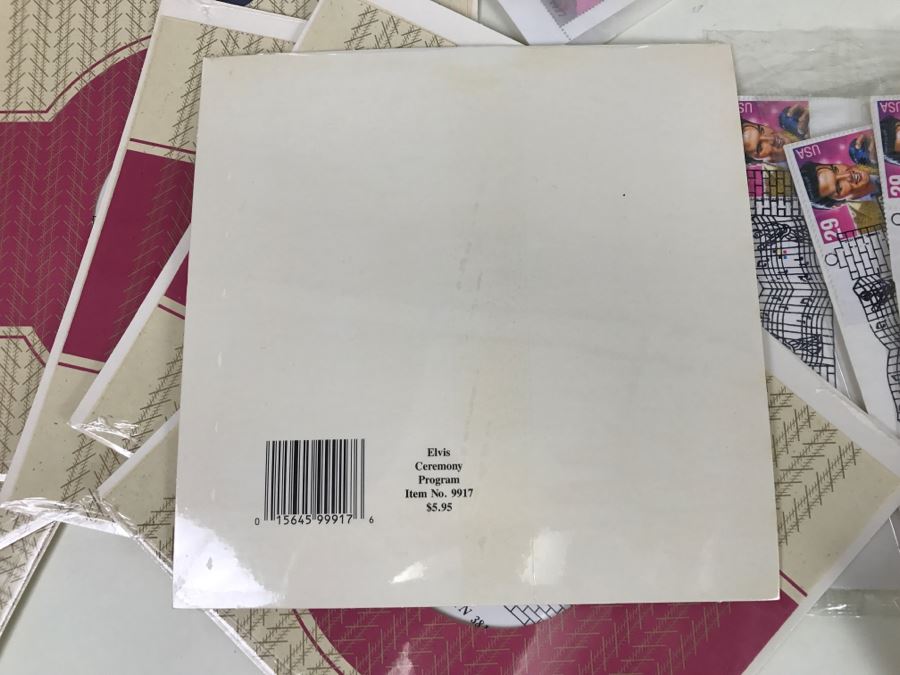 USA
USA
29
29
Elvis
Ceremony
Program
Item No. 9917
$5.95
0 15645 99917 6